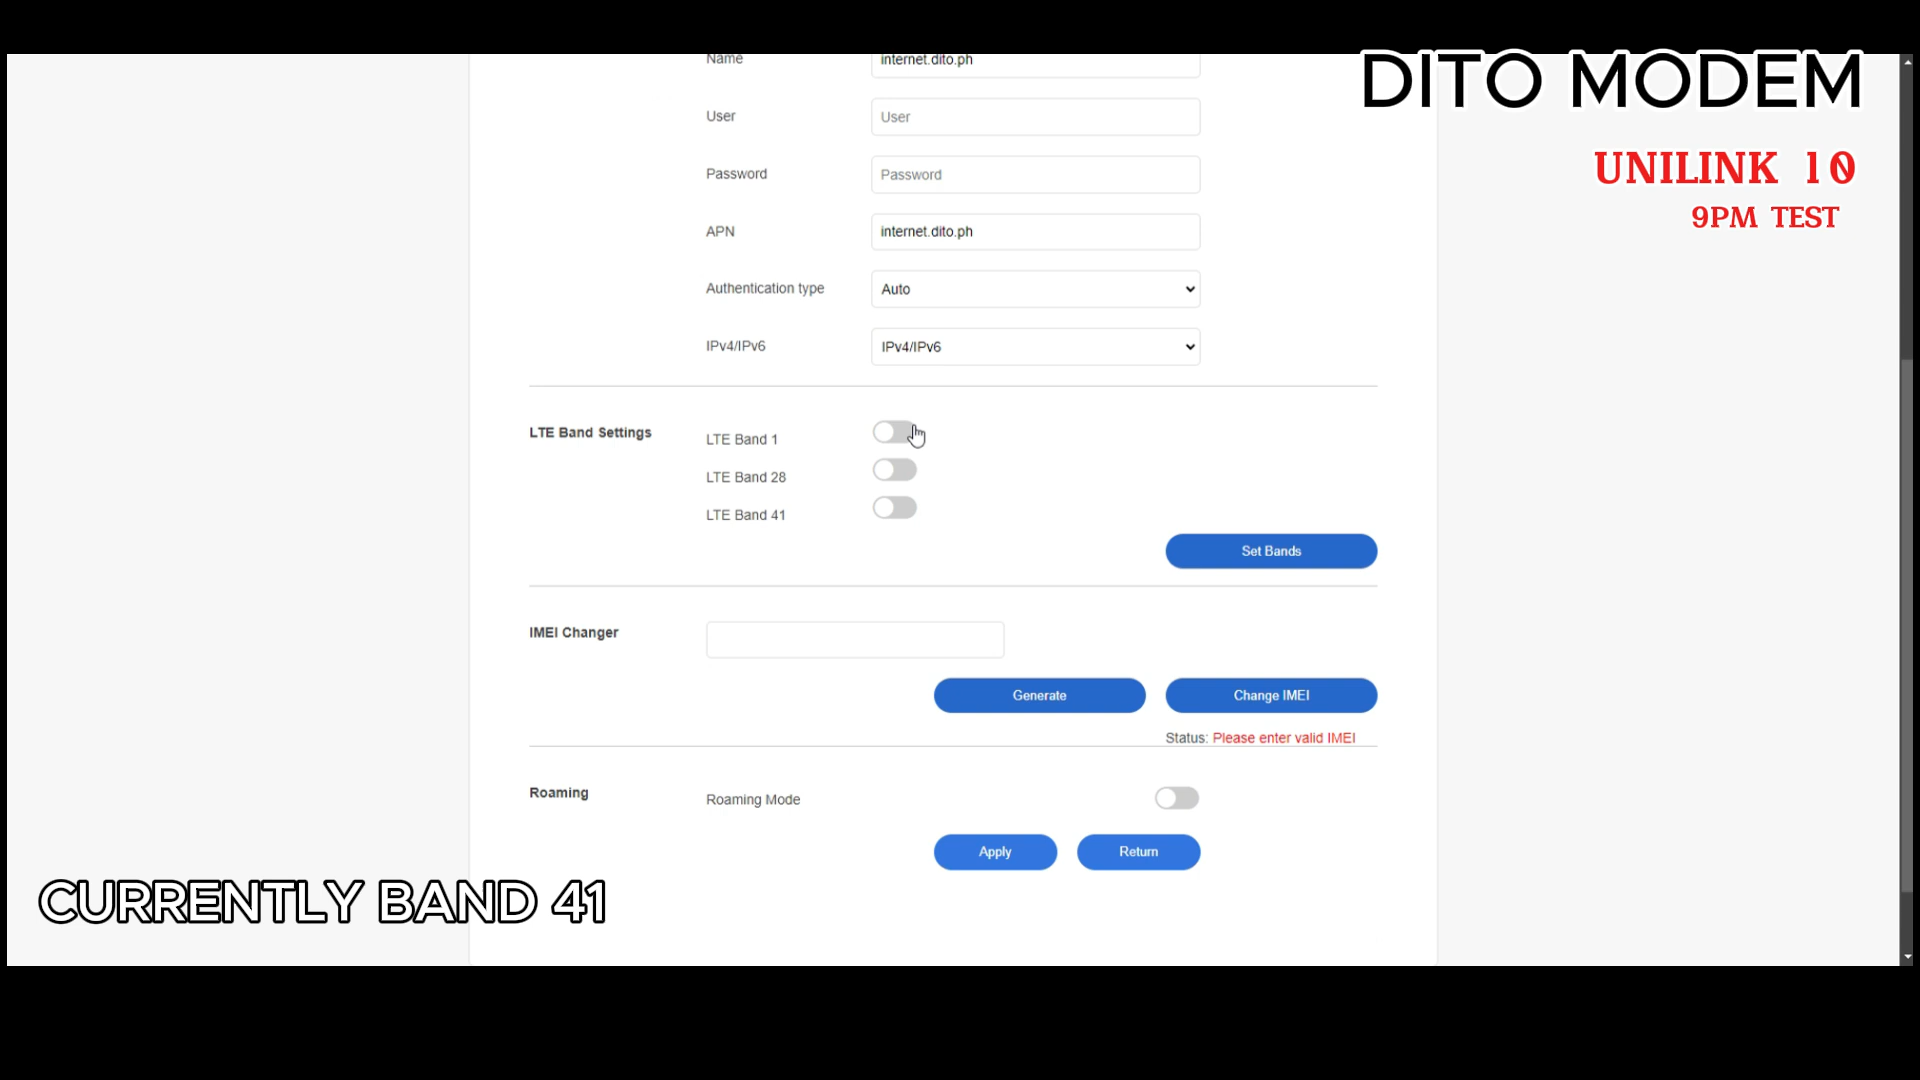 DITO MODEM
UNILINK 10
9PM TEST
Name internet.dito.ph
User User
Password Password
APN internet.dito.ph
Authentication type Auto
IPv4/IPv6 IPv4/IPv6
LTE Band Settings LTE Band 1
LTE Band 28
LTE Band 41
Set Bands
IMEI Changer
Generate Change IMEI
Status: Please enter valid IMEI
Roaming Roaming Mode
Apply Return
CURRENTLY BAND 41